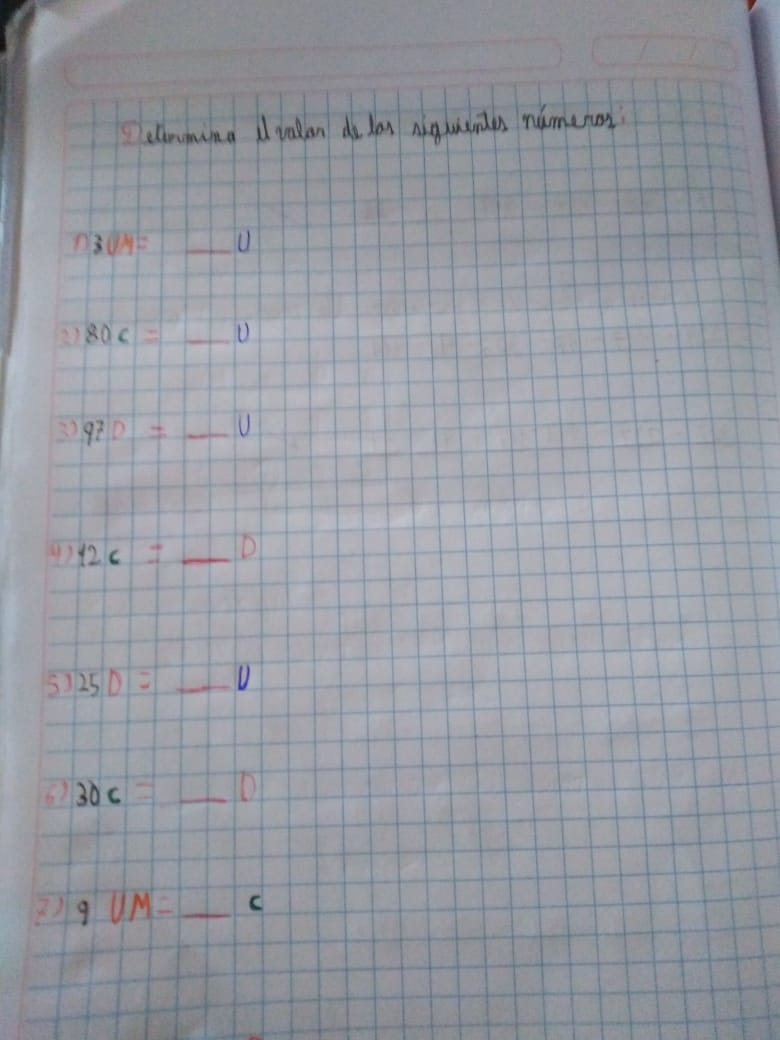 Determina el valor de los siguientes números:
1) 3 UM = ___ U
2) 80 C = ___ U
3) 97 D = ___ U
4) 12 C = ___ D
5) 25 D = ___ U
6) 30 C = ___ D
7) 9 UM = ___ C